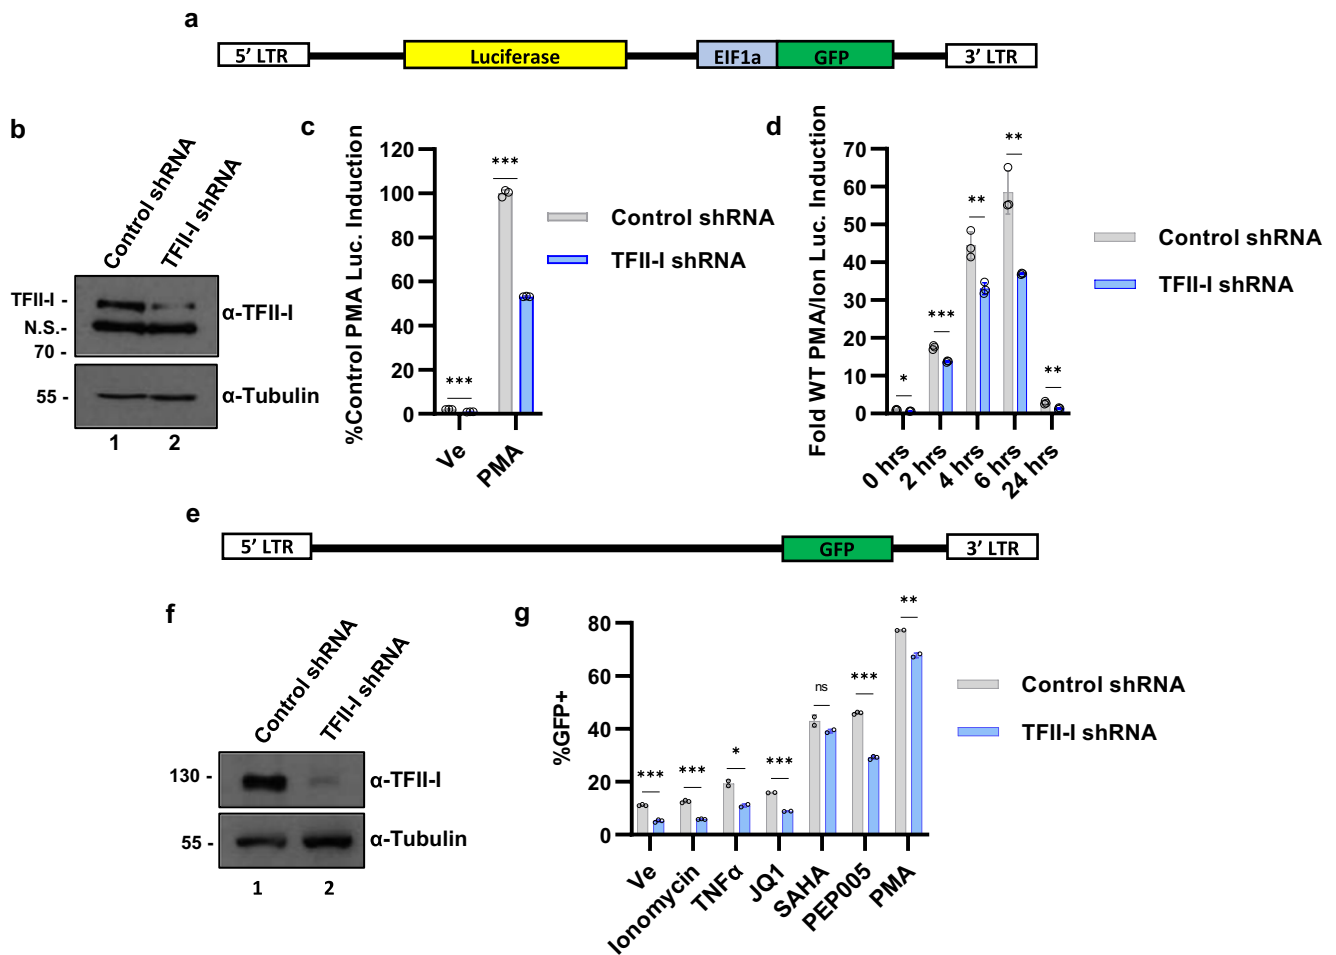 a
5' LTR
Luciferase
EIF1a
GFP
3' LTR
b
Control shRNA
TFII-I shRNA
TFII-I -
N.S.-
70 -
α-TFII-I
55 -
α-Tubulin
1
2
c
%Control PMA Luc. Induction
120
100
80
60
40
20
0
***
***
Ve
PMA
Control shRNA
TFII-I shRNA
d
Fold WT PMA/Ion Luc. Induction
70
60
50
40
30
20
10
0
*
***
**
**
**
0 hrs
2 hrs
4 hrs
6 hrs
24 hrs
Control shRNA
TFII-I shRNA
e
5' LTR
GFP
3' LTR
f
Control shRNA
TFII-I shRNA
130 -
α-TFII-I
55 -
α-Tubulin
1
2
g
%GFP+
80
60
40
20
0
***
***
*
***
ns
***
**
Ve
Ionomycin
TNFα
JQ1
SAHA
PEP005
PMA
Control shRNA
TFII-I shRNA